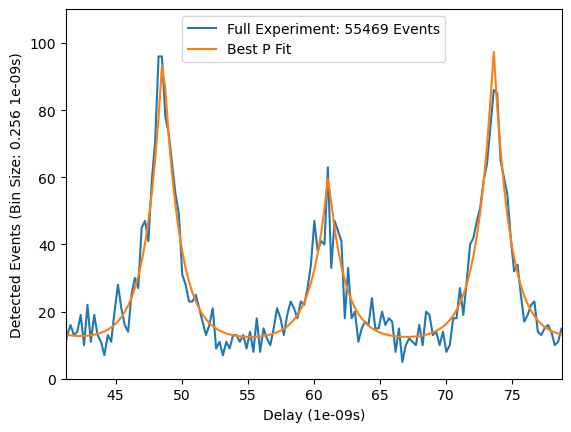 Full Experiment: 55469 Events
Best P Fit
Detected Events (Bin Size: 0.256 1e-09s)
100
80
60
40
20
0
45 50 55 60 65 70 75
Delay (1e-09s)